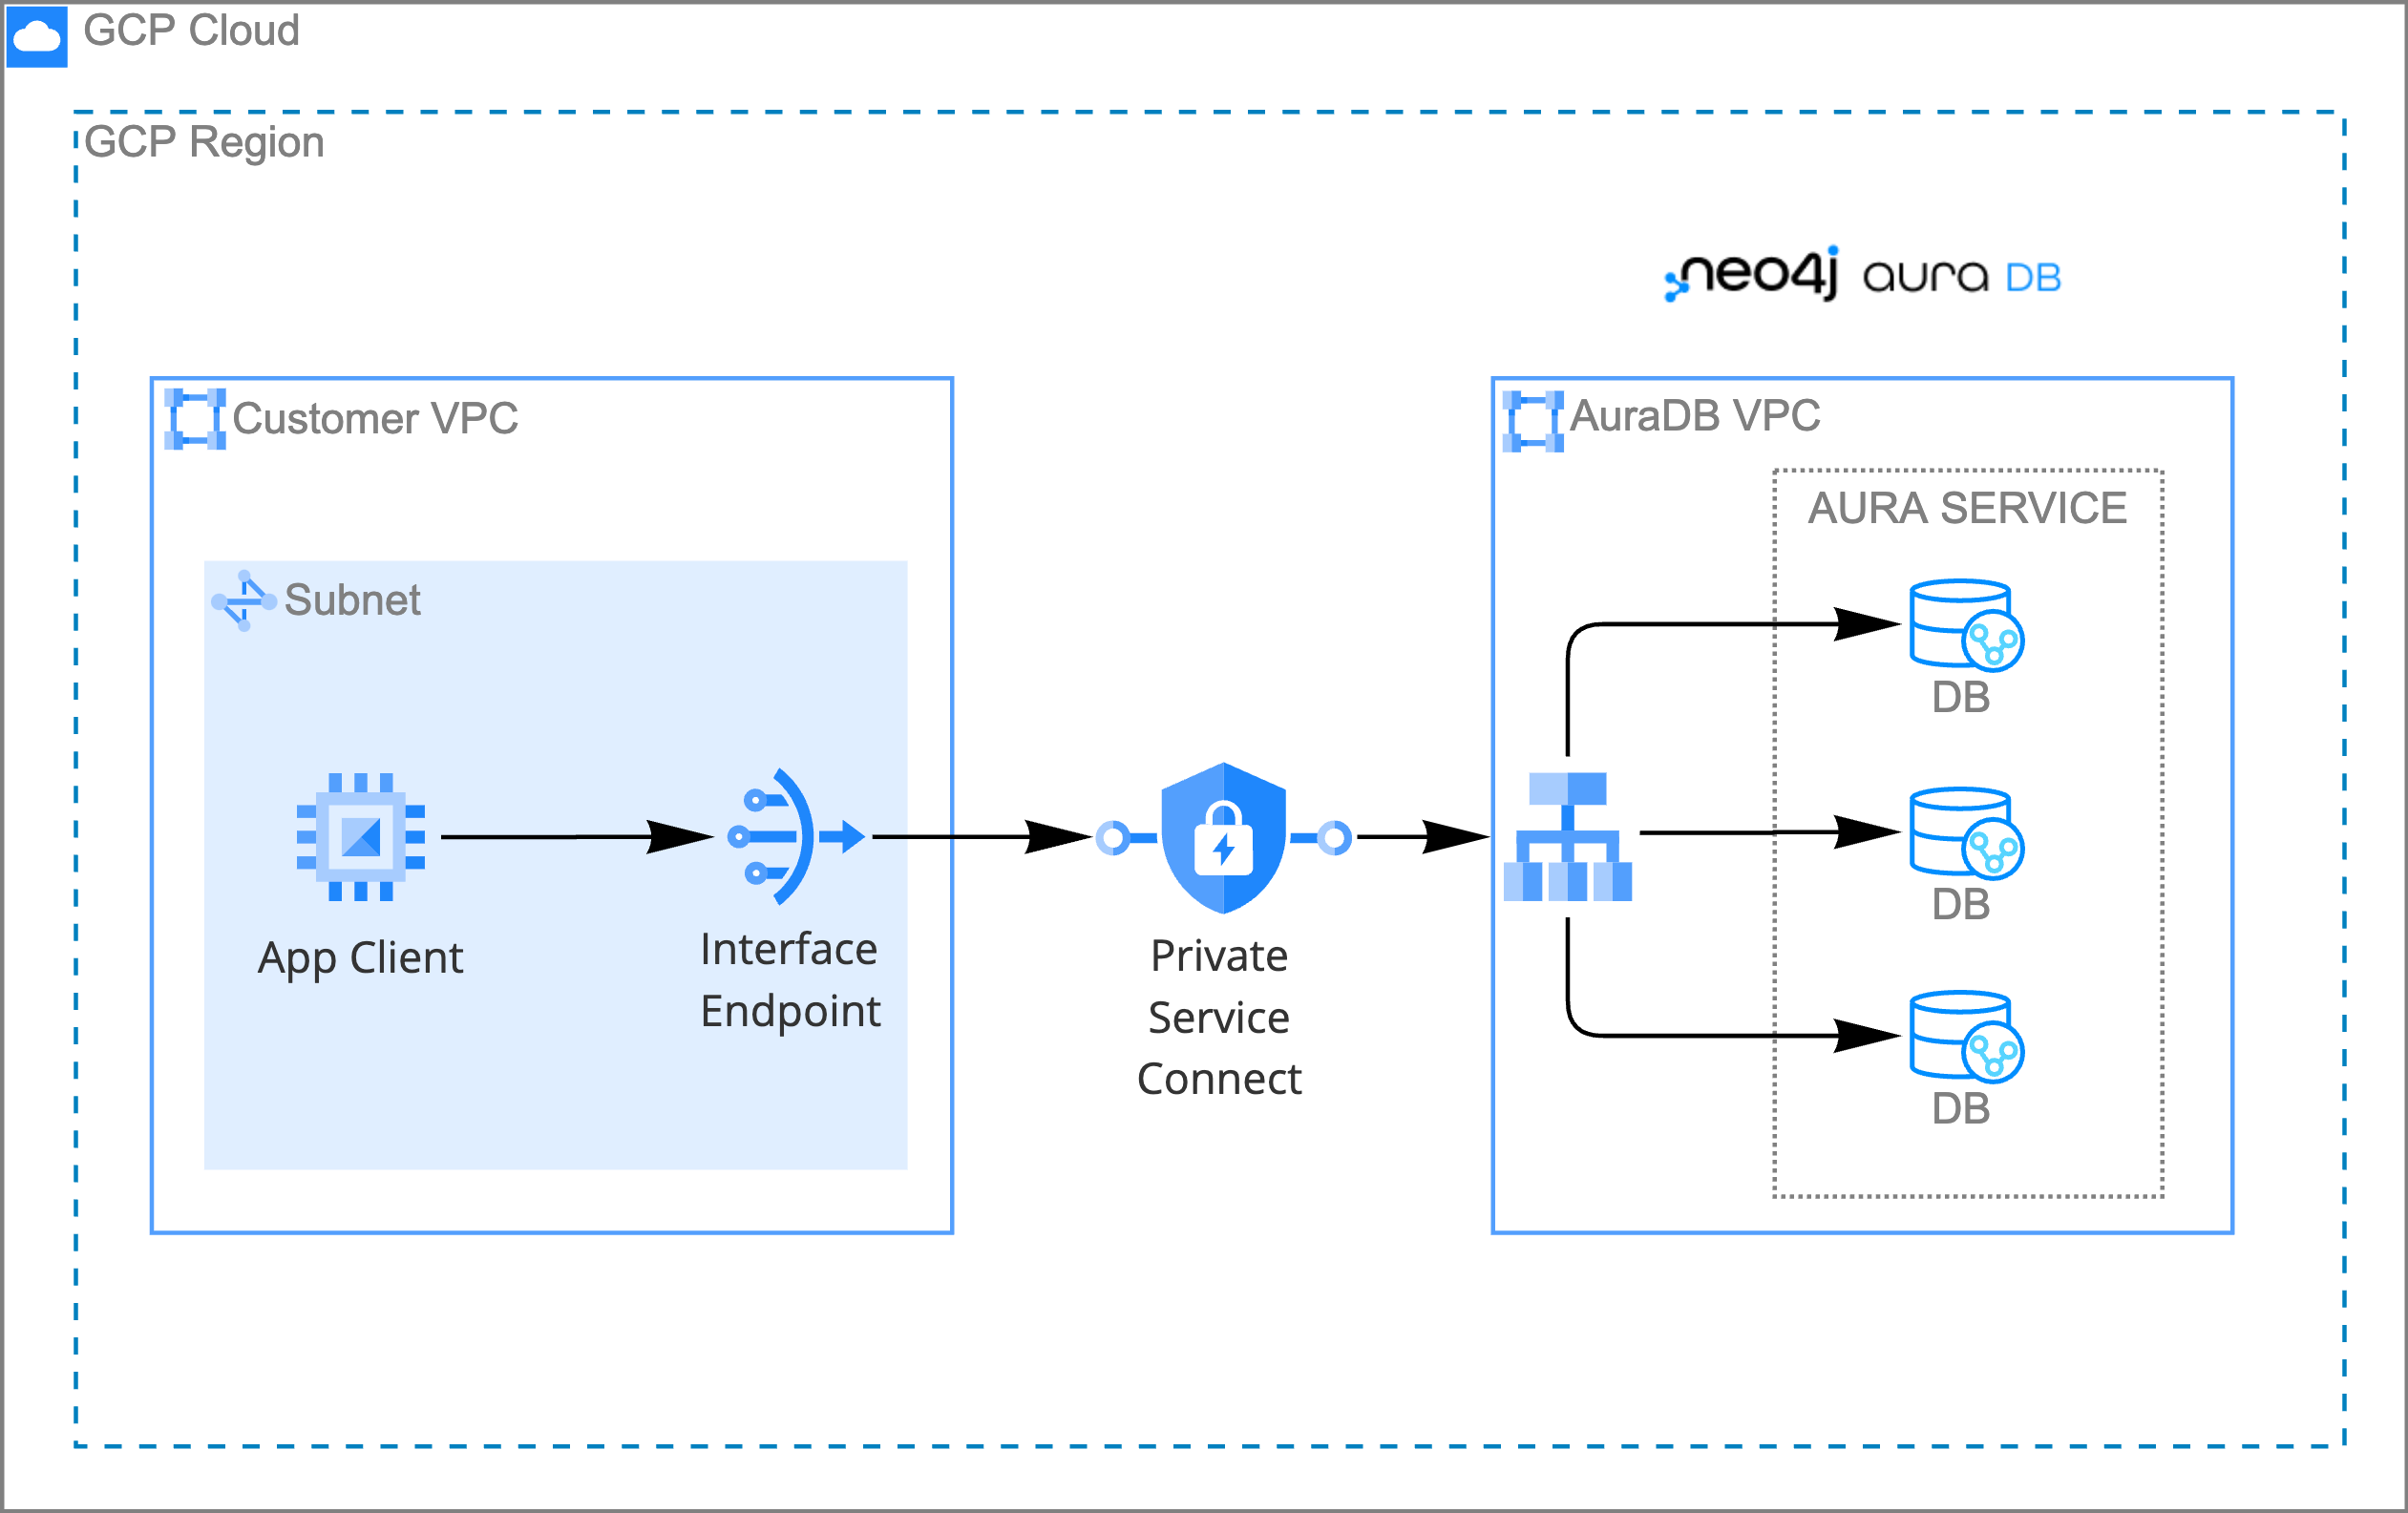 GCP Cloud
GCP Region
neo4j aura DB
Customer VPC
AuraDB VPC
AURA SERVICE
Subnet
DB
App Client
Interface
Endpoint
Private
Service
Connect
DB
DB